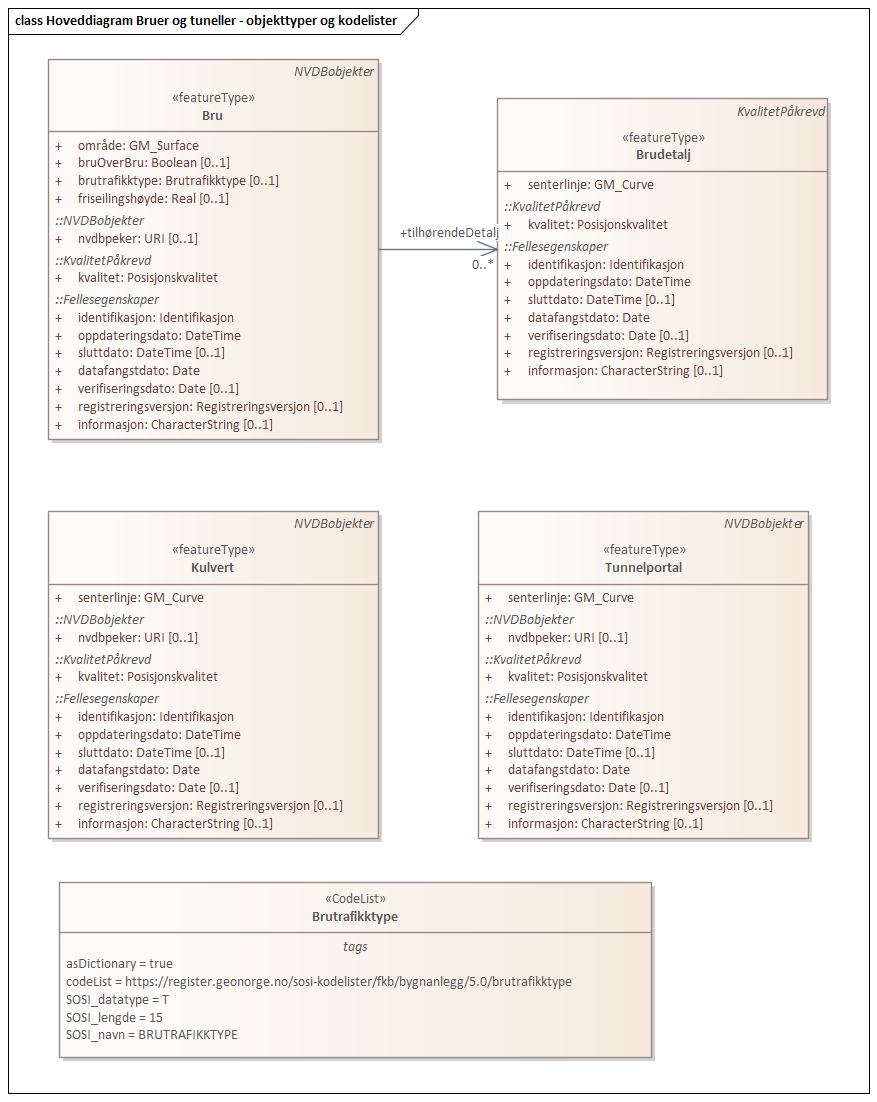 class Hoveddiagram Bruer og tuneller - objekttyper og kodelister
NVDBobjekter
«featureType»
Bru
+ område: GM_Surface
+ bruOverBru: Boolean [0..1]
+ brutrafikktype: Brutrafikktype [0..1]
+ friseilingshøyde: Real [0..1]
::NVDBobjekter
+ nvdbpeker: URI [0..1]
::KvalitetPåkrevd
+ kvalitet: Posisjonskvalitet
::Fellesegenskaper
+ identifikasjon: Identifikasjon
+ oppdateringsdato: DateTime
+ sluttdato: DateTime [0..1]
+ datafangstdato: Date
+ verifiseringsdato: Date [0..1]
+ registreringsversjon: Registreringsversjon [0..1]
+ informasjon: CharacterString [0..1]
+tilhørendeDetalj
0..*
KvalitetPåkrevd
«featureType»
Brudetalj
+ senterlinje: GM_Curve
::KvalitetPåkrevd
+ kvalitet: Posisjonskvalitet
::Fellesegenskaper
+ identifikasjon: Identifikasjon
+ oppdateringsdato: DateTime
+ sluttdato: DateTime [0..1]
+ datafangstdato: Date
+ verifiseringsdato: Date [0..1]
+ registreringsversjon: Registreringsversjon [0..1]
+ informasjon: CharacterString [0..1]
NVDBobjekter
«featureType»
Kulvert
+ senterlinje: GM_Curve
::NVDBobjekter
+ nvdbpeker: URI [0..1]
::KvalitetPåkrevd
+ kvalitet: Posisjonskvalitet
::Fellesegenskaper
+ identifikasjon: Identifikasjon
+ oppdateringsdato: DateTime
+ sluttdato: DateTime [0..1]
+ datafangstdato: Date
+ verifiseringsdato: Date [0..1]
+ registreringsversjon: Registreringsversjon [0..1]
+ informasjon: CharacterString [0..1]
NVDBobjekter
«featureType»
Tunnelportal
+ senterlinje: GM_Curve
::NVDBobjekter
+ nvdbpeker: URI [0..1]
::KvalitetPåkrevd
+ kvalitet: Posisjonskvalitet
::Fellesegenskaper
+ identifikasjon: Identifikasjon
+ oppdateringsdato: DateTime
+ sluttdato: DateTime [0..1]
+ datafangstdato: Date
+ verifiseringsdato: Date [0..1]
+ registreringsversjon: Registreringsversjon [0..1]
+ informasjon: CharacterString [0..1]
«CodeList»
Brutrafikktype
tags
asDictionary = true
codeList = https://register.geonorge.no/sosi-kodelister/fkb/bygnanlegg/5.0/brutrafikktype
SOSI_datatype = T
SOSI_lengde = 15
SOSI_navn = BRUTRAFIKKTYPE